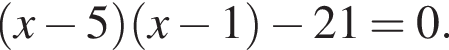 (x − 5)(x − 1) − 21 = 0.